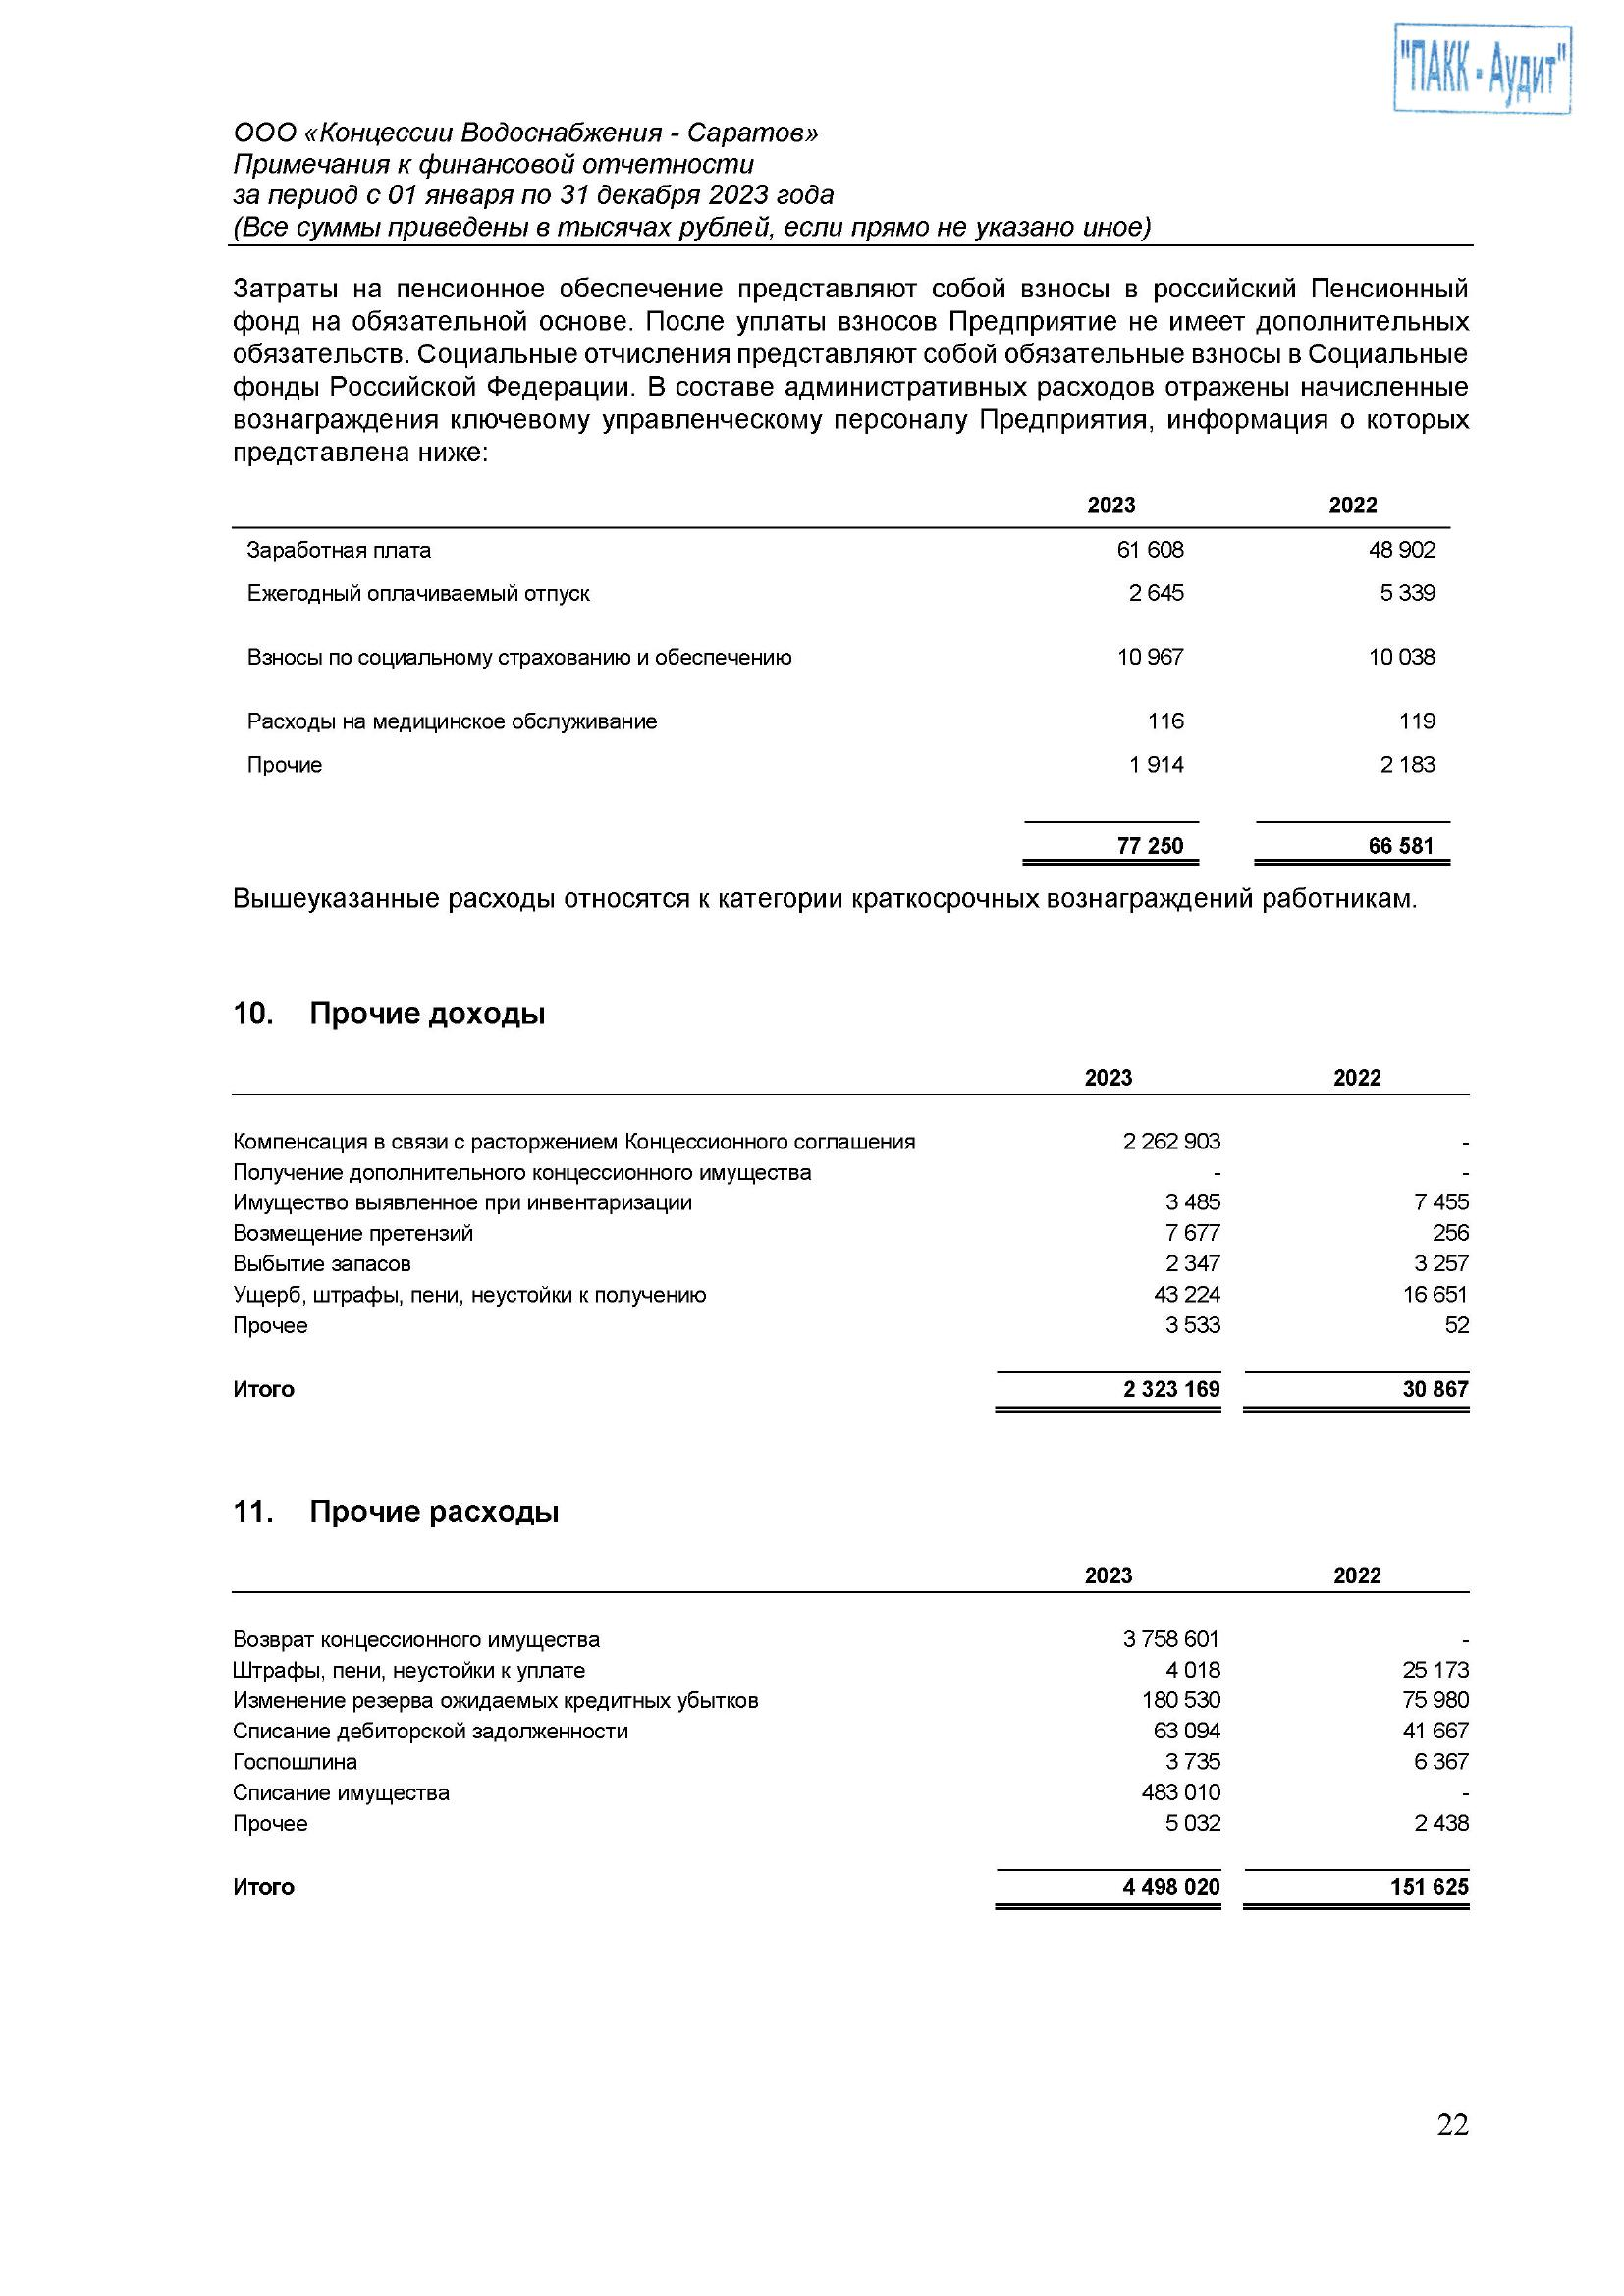 "ПАКК - Аудит"
ООО «Концессии Водоснабжения - Саратов»
Примечания к финансовой отчетности
за период с 01 января по 31 декабря 2023 года
(Все суммы приведены в тысячах рублей, если прямо не указано иное)
Затраты на пенсионное обеспечение представляют собой взносы в российский Пенсионный
фонд на обязательной основе. После уплаты взносов Предприятие не имеет дополнительных
обязательств. Социальные отчисления представляют собой обязательные взносы в Социальные
фонды Российской Федерации. В составе административных расходов отражены начисленные
вознаграждения ключевому управленческому персоналу Предприятия, информация о которых
представлена ниже:
2023 2022
Заработная плата 61 608 48 902
Ежегодный оплачиваемый отпуск 2 645 5 339
Взносы по социальному страхованию и обеспечению 10 967 10 038
Расходы на медицинское обслуживание 116 119
Прочие 1 914 2 183
77 250 66 581
Вышеуказанные расходы относятся к категории краткосрочных вознаграждений работникам.
10. Прочие доходы
2023 2022
Компенсация в связи с расторжением Концессионного соглашения 2 262 903 -
Получение дополнительного концессионного имущества - -
Имущество выявленное при инвентаризации 3 485 7 455
Возмещение претензий 7 677 256
Выбытие запасов 2 347 3 257
Ущерб, штрафы, пени, неустойки к получению 43 224 16 651
Прочее 3 533 52
Итого 2 323 169 30 867
11. Прочие расходы
2023 2022
Возврат концессионного имущества 3 758 601 -
Штрафы, пени, неустойки к уплате 4 018 25 173
Изменение резерва ожидаемых кредитных убытков 180 530 75 980
Списание дебиторской задолженности 63 094 41 667
Госпошлина 3 735 6 367
Списание имущества 483 010 -
Прочее 5 032 2 438
Итого 4 498 020 151 625
22